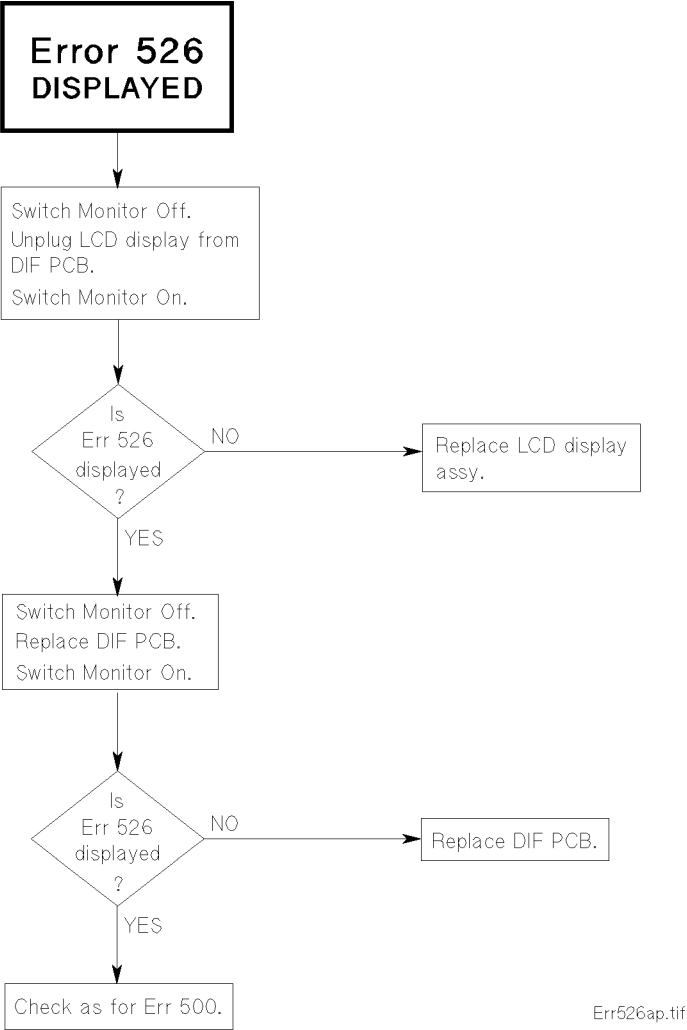 Error 526
DISPLAYED
Switch Monitor Off.
Unplug LCD display from
DIF PCB.
Switch Monitor On.
Is
Err 526
displayed
?
NO
Replace LCD display
assy.
YES
Switch Monitor Off.
Replace DIF PCB.
Switch Monitor On.
Is
Err 526
displayed
?
NO
Replace DIF PCB.
YES
Check as for Err 500.
Err526ap.tif